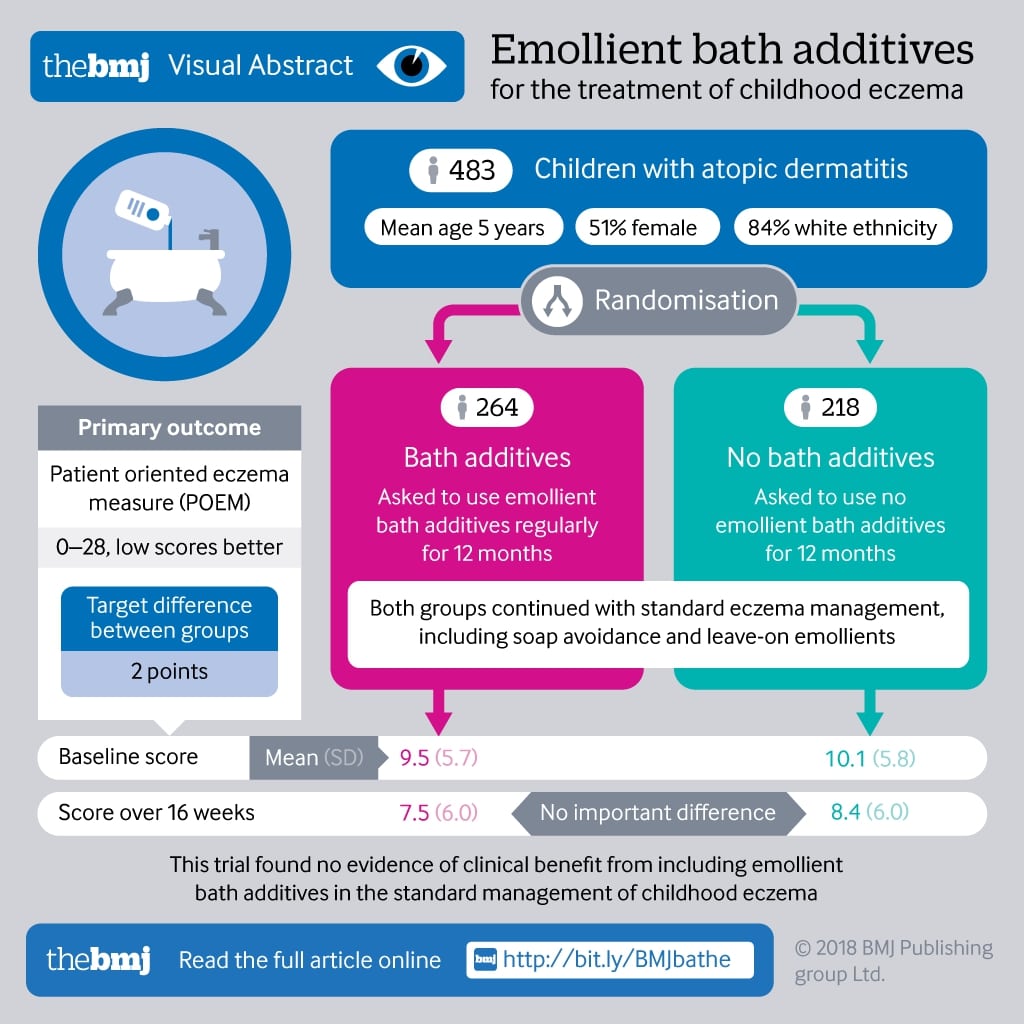 thebmj Visual Abstract
Emollient bath additives
for the treatment of childhood eczema
483 Children with atopic dermatitis
Mean age 5 years 51% female 84% white ethnicity
Randomisation
264
Bath additives
Asked to use emollient
bath additives regularly
for 12 months
218
No bath additives
Asked to use no
emollient bath additives
for 12 months
Both groups continued with standard eczema management,
including soap avoidance and leave-on emollients
Primary outcome
Patient oriented eczema
measure (POEM)
0–28, low scores better
Target difference
between groups
2 points
Baseline score Mean (SD) 9.5 (5.7) 10.1 (5.8)
Score over 16 weeks 7.5 (6.0) No important difference 8.4 (6.0)
This trial found no evidence of clinical benefit from including emollient
bath additives in the standard management of childhood eczema
thebmj Read the full article online bmj http://bit.ly/BMJbathe
© 2018 BMJ Publishing
group Ltd.